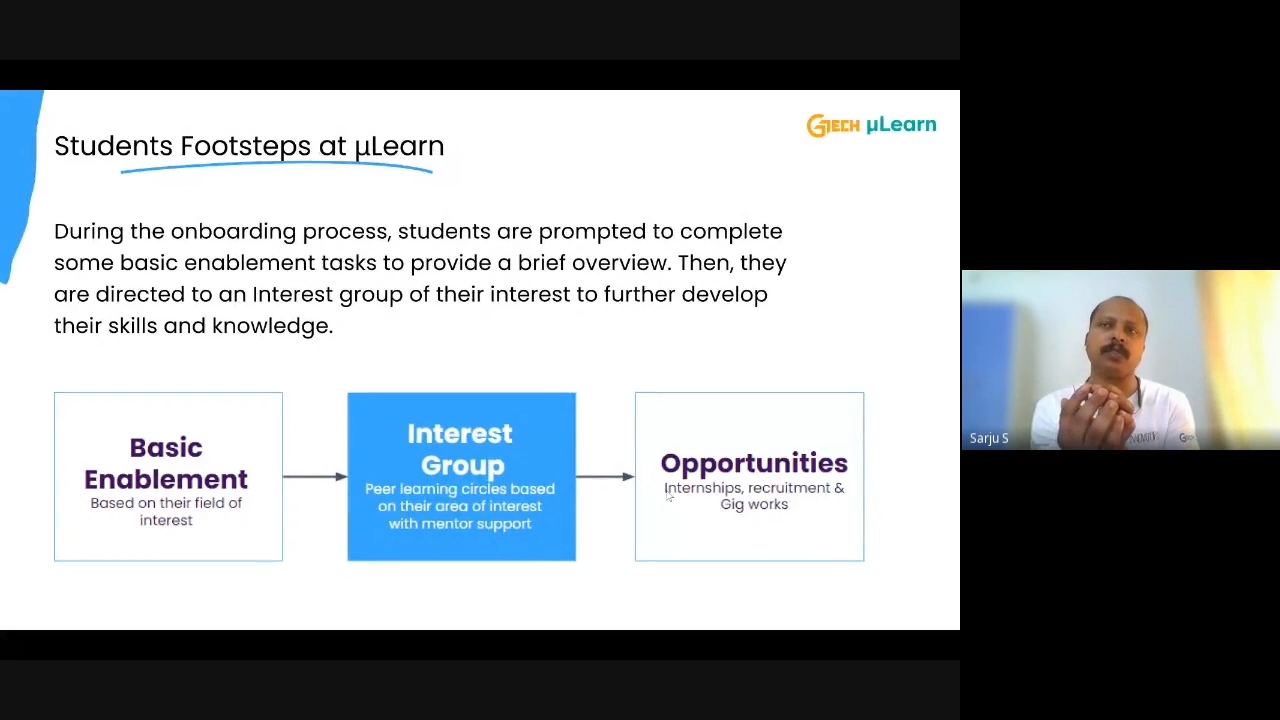 GTECH µLearn
Students Footsteps at µLearn
During the onboarding process, students are prompted to complete
some basic enablement tasks to provide a brief overview. Then, they
are directed to an Interest group of their interest to further develop
their skills and knowledge.
Basic
Enablement
Based on their field of
interest
Interest
Group
Peer learning circles based
on their area of interest
with mentor support
Opportunities
Internships, recruitment &
Gig works
Sarju S